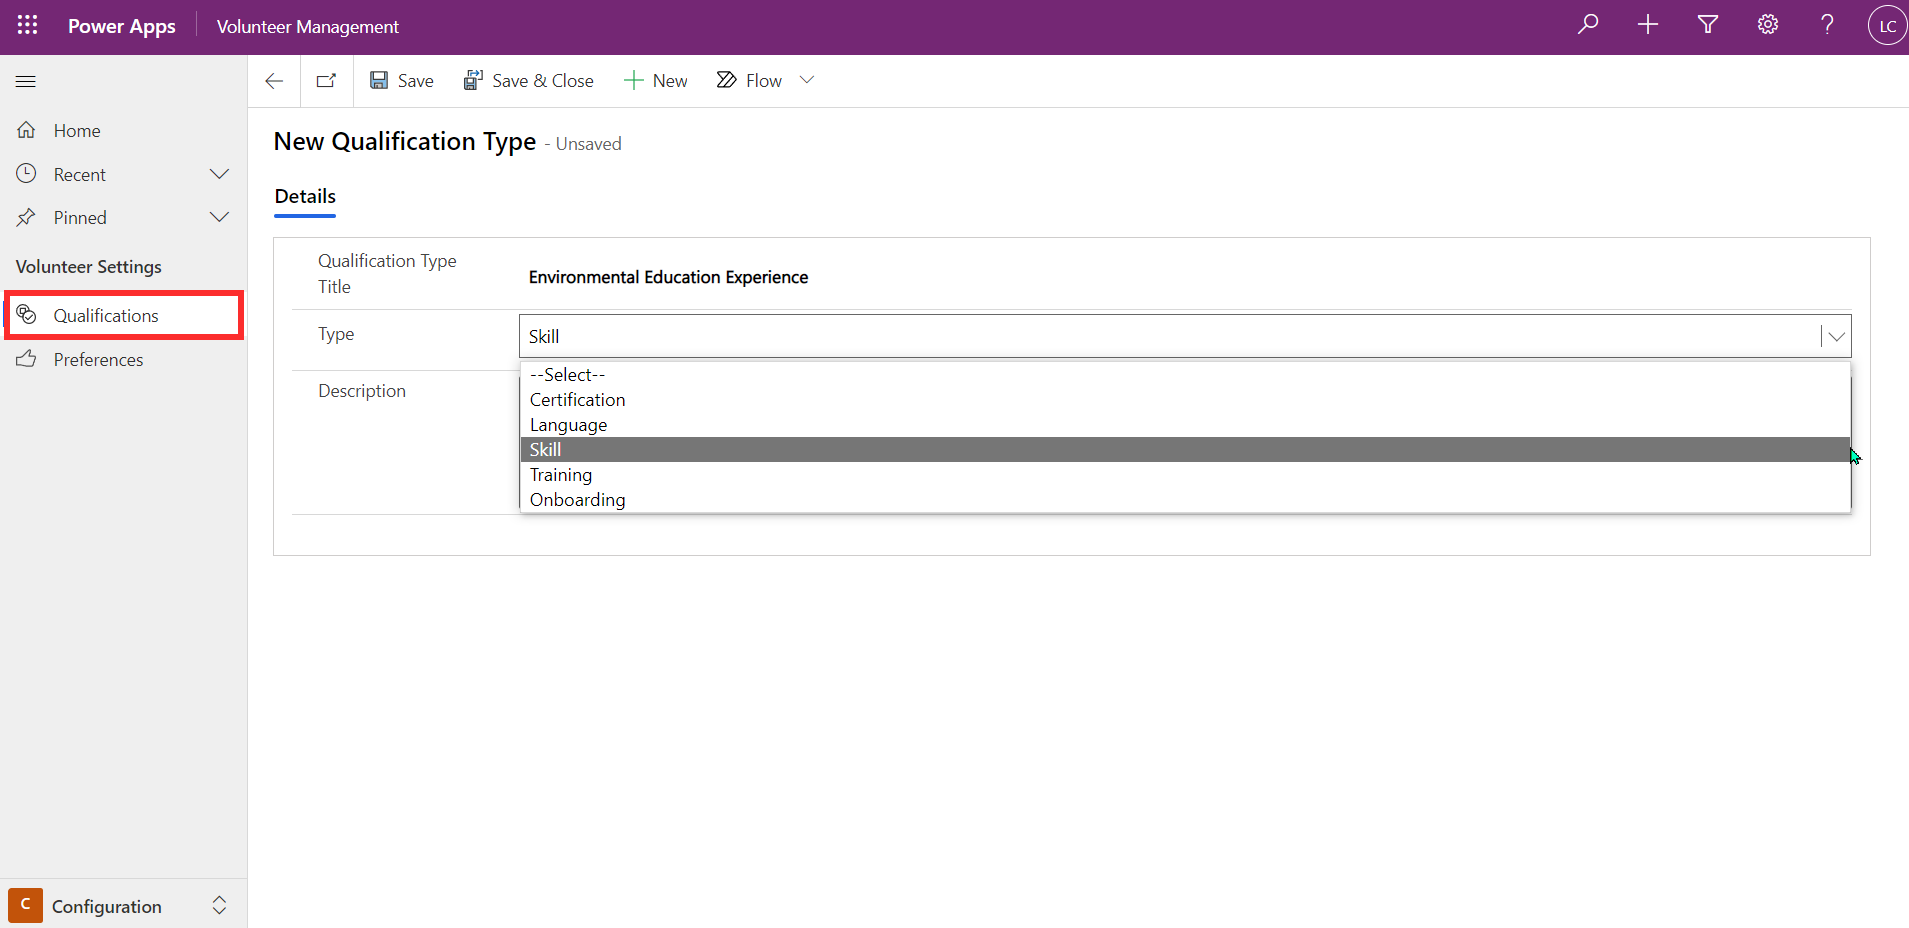 Power Apps
Volunteer Management
LC
Save
Save & Close
New
Flow
Home
Recent
Pinned
Volunteer Settings
Qualifications
Preferences
New Qualification Type - Unsaved
Details
Qualification Type
Title
Environmental Education Experience
Type
Skill
Description
--Select--
Certification
Language
Skill
Training
Onboarding
C
Configuration